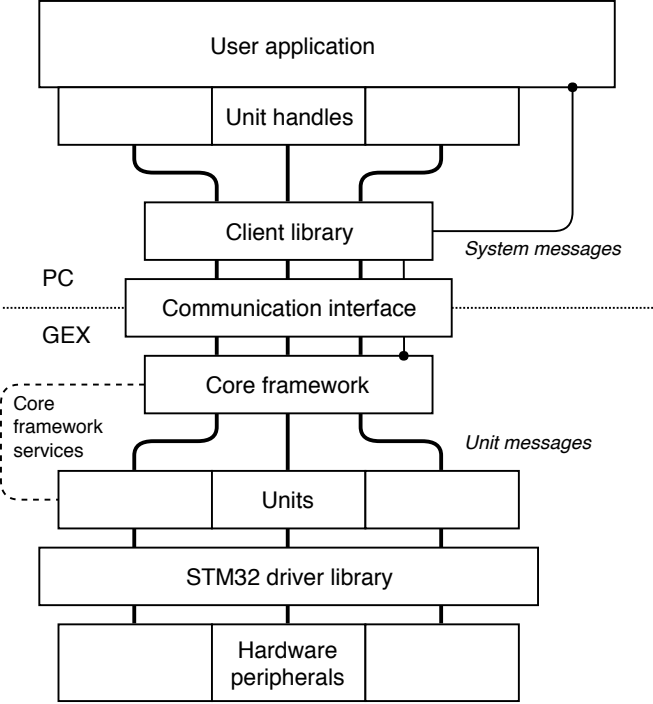 User application
Unit handles
Client library
System messages
PC
Communication interface
GEX
Core framework
Core
framework
services
Unit messages
Units
STM32 driver library
Hardware
peripherals